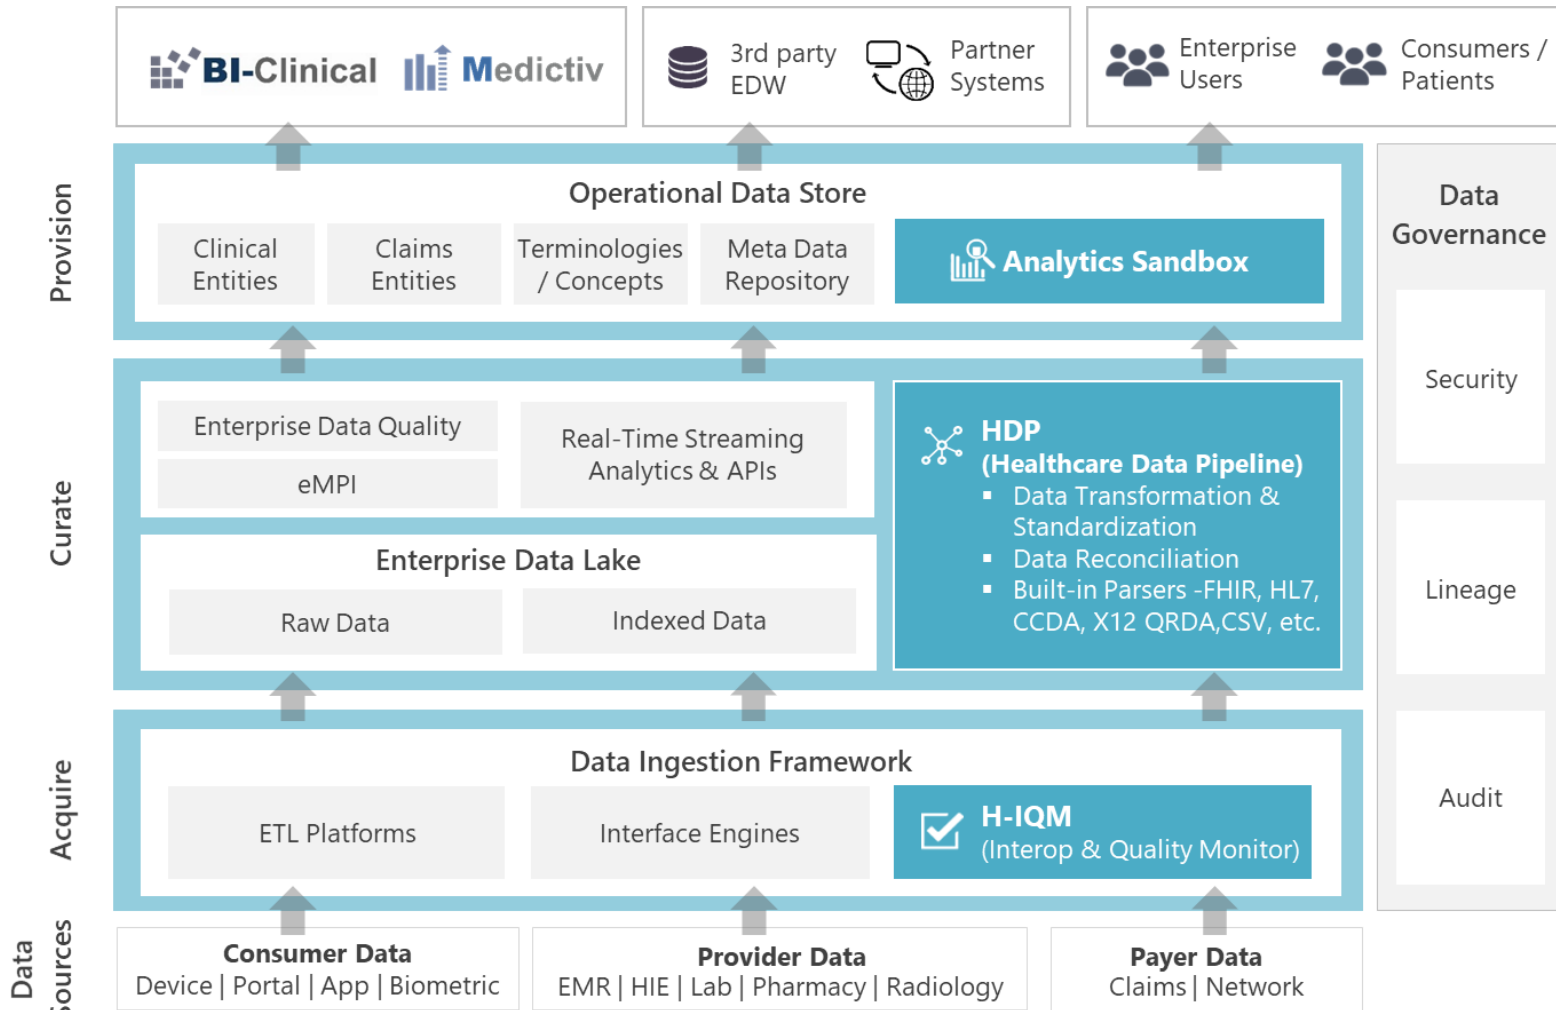 BI-Clinical
Medictiv
3rd party
EDW
Partner
Systems
Enterprise
Users
Consumers /
Patients
Provision
Operational Data Store
Clinical
Entities
Claims
Entities
Terminologies
/ Concepts
Meta Data
Repository
Analytics Sandbox
Data
Governance
Security
Lineage
Audit
Curate
Enterprise Data Quality
eMPI
Real-Time Streaming
Analytics & APIs
Enterprise Data Lake
Raw Data
Indexed Data
HDP
(Healthcare Data Pipeline)
▪ Data Transformation &
Standardization
▪ Data Reconciliation
▪ Built-in Parsers -FHIR, HL7,
CCDA, X12 QRDA,CSV, etc.
Acquire
Data Ingestion Framework
ETL Platforms
Interface Engines
H-IQM
(Interop & Quality Monitor)
Data
Sources
Consumer Data
Device | Portal | App | Biometric
Provider Data
EMR | HIE | Lab | Pharmacy | Radiology
Payer Data
Claims | Network